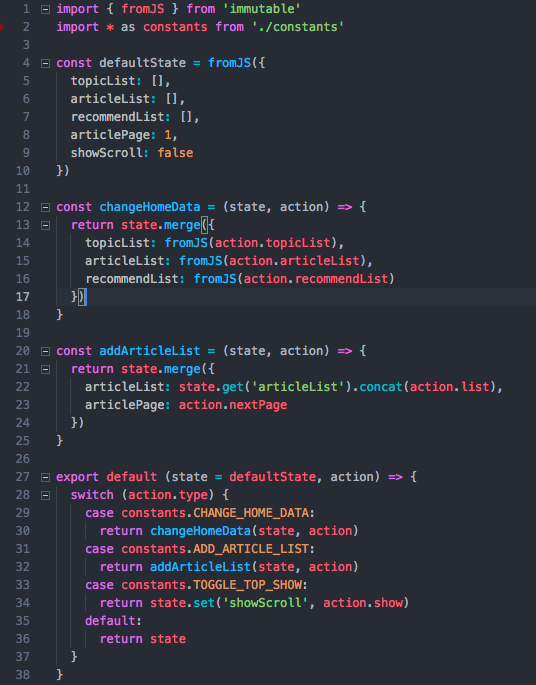 1 import { fromJS } from 'immutable'
2 import * as constants from './constants'
3
4 const defaultState = fromJS({
5   topicList: [],
6   articleList: [],
7   recommendList: [],
8   articlePage: 1,
9   showScroll: false
10 })
11
12 const changeHomeData = (state, action) => {
13   return state.merge({
14     topicList: fromJS(action.topicList),
15     articleList: fromJS(action.articleList),
16     recommendList: fromJS(action.recommendList)
17   })
18 }
19
20 const addArticleList = (state, action) => {
21   return state.merge({
22     articleList: state.get('articleList').concat(action.list),
23     articlePage: action.nextPage
24   })
25 }
26
27 export default (state = defaultState, action) => {
28   switch (action.type) {
29     case constants.CHANGE_HOME_DATA:
30       return changeHomeData(state, action)
31     case constants.ADD_ARTICLE_LIST:
32       return addArticleList(state, action)
33     case constants.TOGGLE_TOP_SHOW:
34       return state.set('showScroll', action.show)
35     default:
36       return state
37   }
38 }